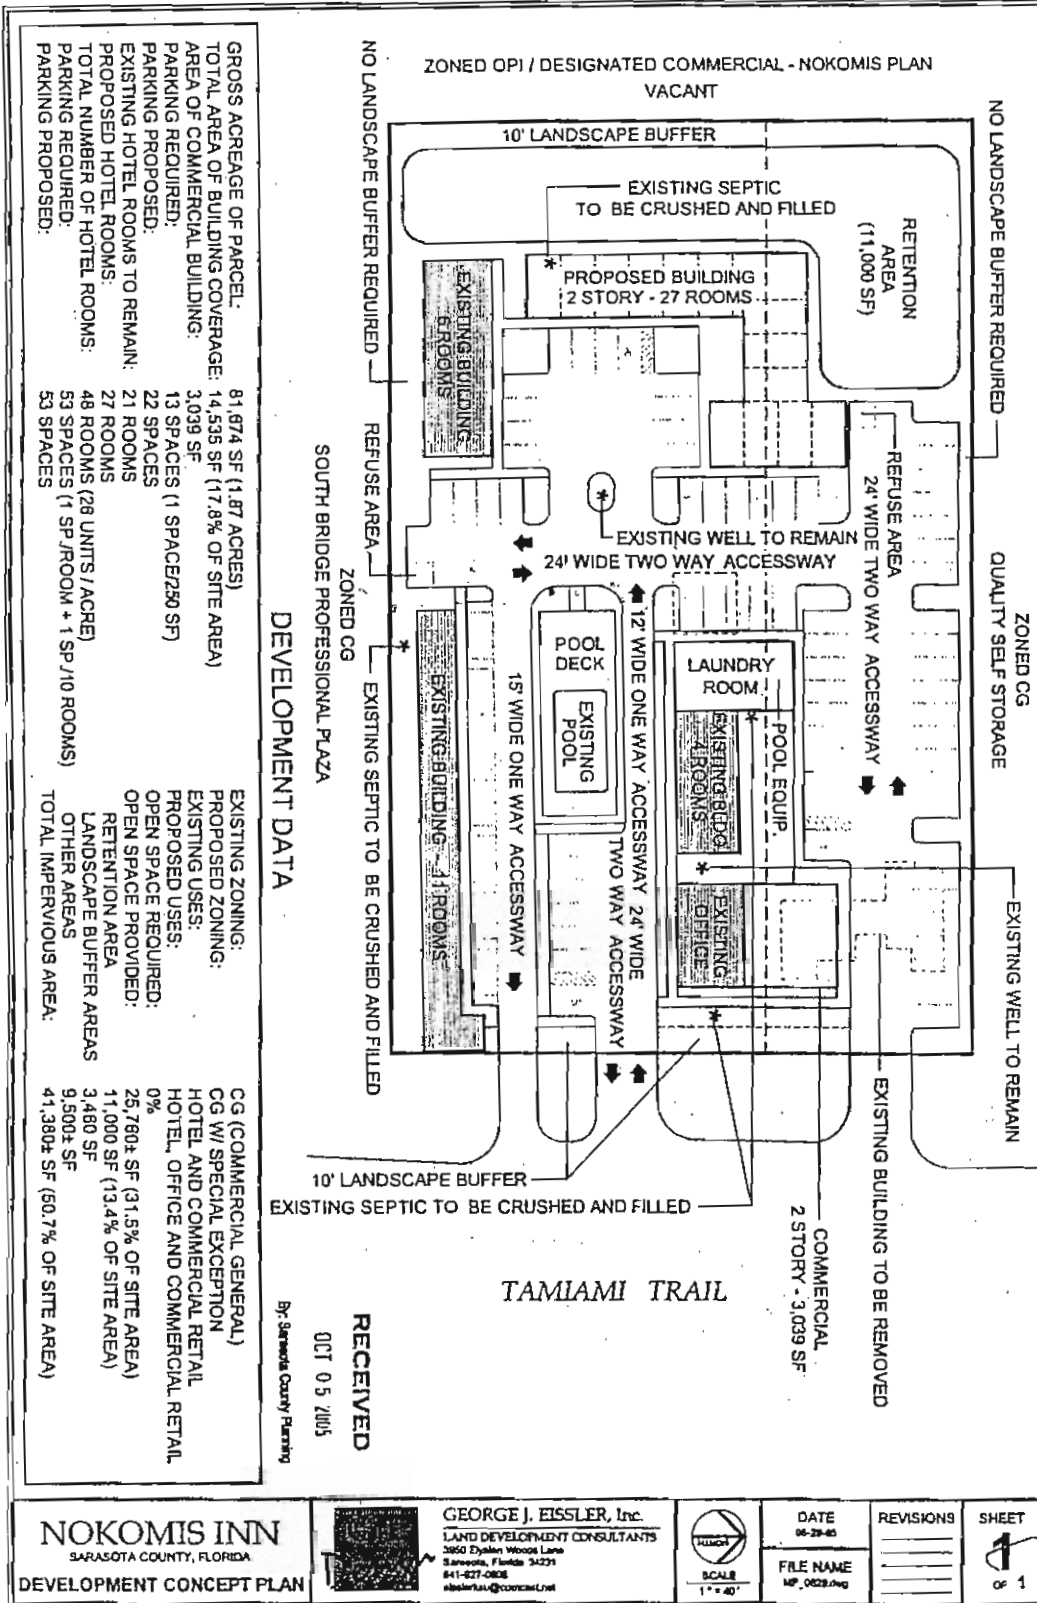 ZONED OPI / DESIGNATED COMMERCIAL - NOKOMIS PLAN
VACANT
NO LANDSCAPE BUFFER REQUIRED
NO LANDSCAPE BUFFER REQUIRED
10' LANDSCAPE BUFFER
RETENTION
AREA
(11,000 SF)
EXISTING SEPTIC
TO BE CRUSHED AND FILLED
PROPOSED BUILDING
2 STORY - 27 ROOMS
EXISTING BUILDING
6 ROOMS
REFUSE AREA
REFUSE AREA
24' WIDE TWO WAY ACCESSWAY
EXISTING WELL TO REMAIN
24' WIDE TWO WAY ACCESSWAY
ZONED CG
QUALITY SELF STORAGE
ZONED CG
SOUTH BRIDGE PROFESSIONAL PLAZA
POOL
DECK
EXISTING
POOL
LAUNDRY
ROOM
POOL EQUIP.
EXISTING BLDG
4 ROOMS
EXISTING
OFFICE
12' WIDE ONE WAY ACCESSWAY
24' WIDE
TWO WAY ACCESSWAY
15' WIDE ONE WAY ACCESSWAY
EXISTING BUILDING - 11 ROOMS
EXISTING SEPTIC TO BE CRUSHED AND FILLED
EXISTING WELL TO REMAIN
EXISTING BUILDING TO BE REMOVED
COMMERCIAL
2 STORY - 3,039 SF
10' LANDSCAPE BUFFER
EXISTING SEPTIC TO BE CRUSHED AND FILLED
TAMIAMI TRAIL
RECEIVED
OCT 05 2005
By: Sarasota County Planning
DEVELOPMENT DATA
GROSS ACREAGE OF PARCEL: 81,674 SF (1.87 ACRES)
TOTAL AREA OF BUILDING COVERAGE: 14,535 SF (17.8% OF SITE AREA)
AREA OF COMMERCIAL BUILDING: 3,039 SF
PARKING REQUIRED: 13 SPACES (1 SPACE/250 SF)
PARKING PROPOSED: 22 SPACES
EXISTING HOTEL ROOMS TO REMAIN: 21 ROOMS
PROPOSED HOTEL ROOMS: 27 ROOMS
TOTAL NUMBER OF HOTEL ROOMS: 48 ROOMS (26 UNITS / ACRE)
PARKING REQUIRED: 53 SPACES (1 SP /ROOM + 1 SP /10 ROOMS)
PARKING PROPOSED: 53 SPACES
EXISTING ZONING: CG (COMMERCIAL GENERAL)
PROPOSED ZONING: CG W/ SPECIAL EXCEPTION
EXISTING USES: HOTEL AND COMMERCIAL RETAIL
PROPOSED USES: HOTEL, OFFICE AND COMMERCIAL RETAIL
OPEN SPACE REQUIRED: 0%
OPEN SPACE PROVIDED: 25,760± SF (31.5% OF SITE AREA)
RETENTION AREA 11,000 SF (13.4% OF SITE AREA)
LANDSCAPE BUFFER AREAS 3,460 SF
OTHER AREAS 9,500± SF
TOTAL IMPERVIOUS AREA: 41,380± SF (50.7% OF SITE AREA)
NOKOMIS INN
SARASOTA COUNTY, FLORIDA
DEVELOPMENT CONCEPT PLAN
GEORGE J. EISSLER, Inc.
LAND DEVELOPMENT CONSULTANTS
Sarasota, Florida 34231
NORTH
SCALE
1" = 40'
DATE
FILE NAME
REVISIONS
SHEET
1
OF 1